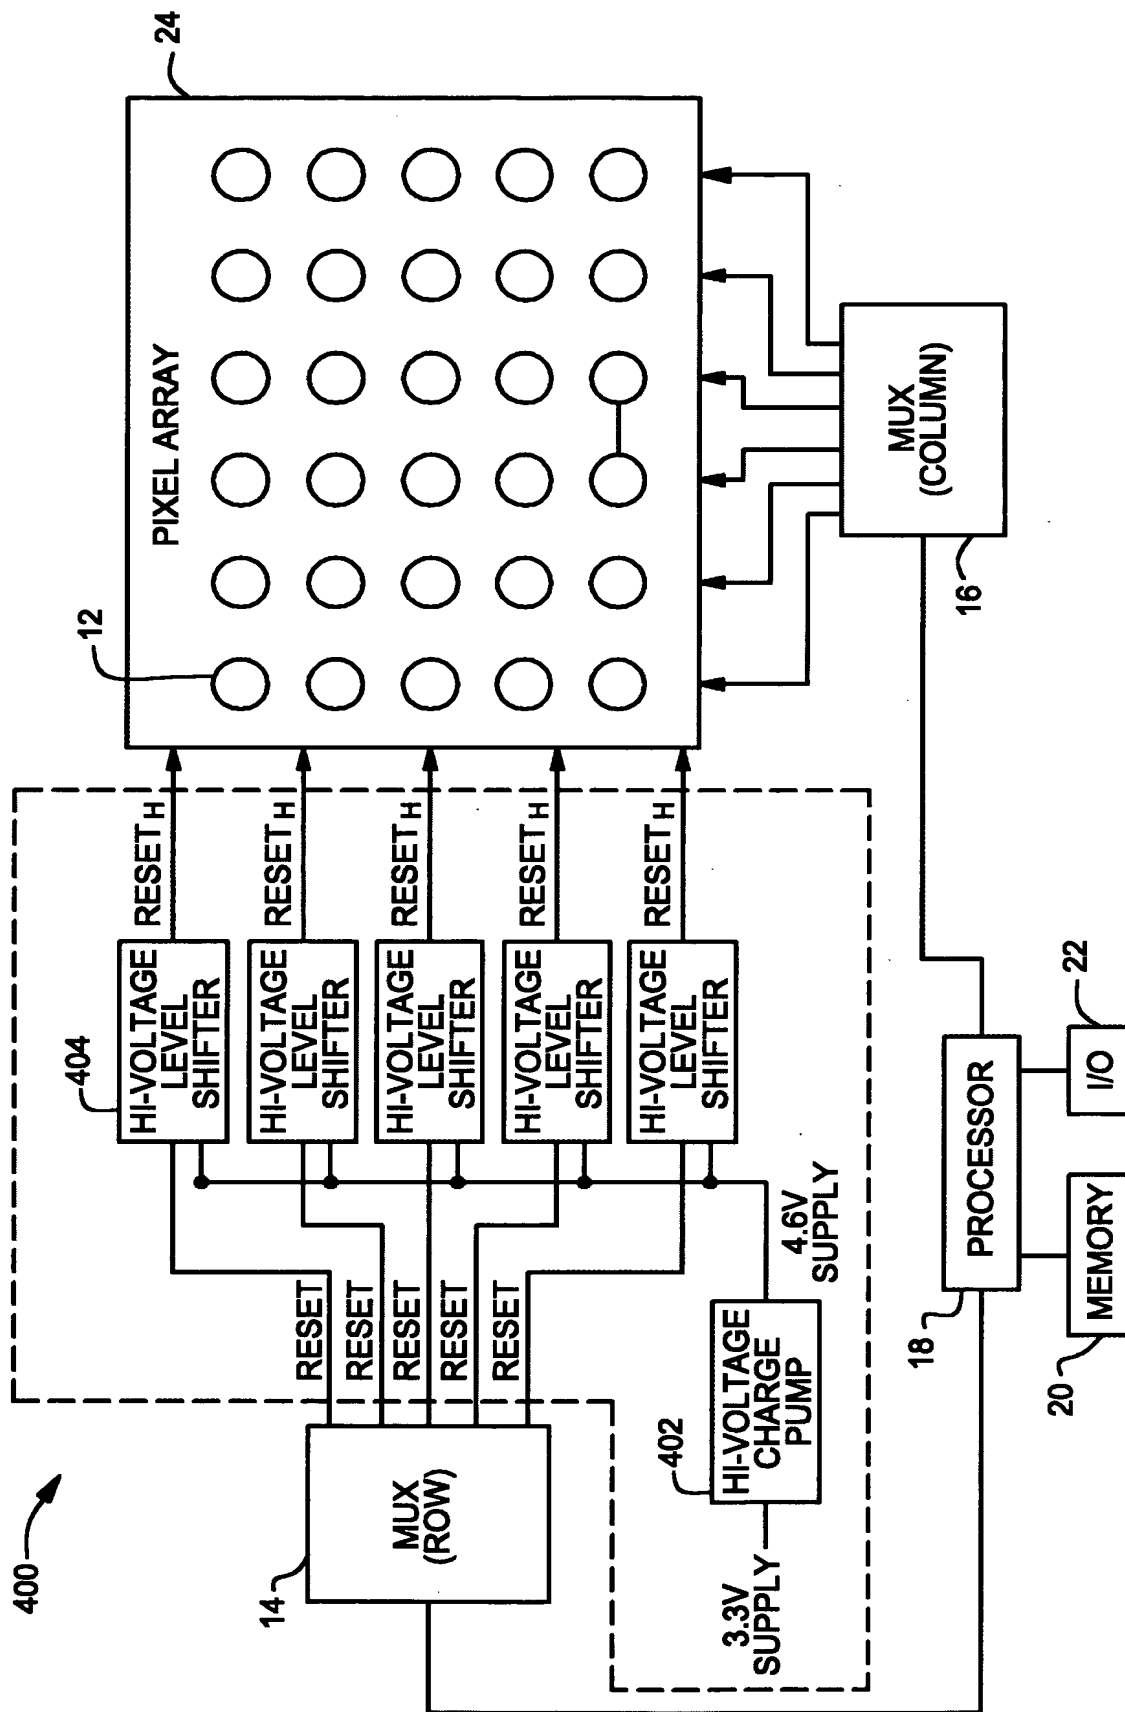 400
14
MUX
(ROW)
RESET
RESET
RESET
RESET
RESET
404
HI-VOLTAGE
LEVEL
SHIFTER
HI-VOLTAGE
LEVEL
SHIFTER
HI-VOLTAGE
LEVEL
SHIFTER
HI-VOLTAGE
LEVEL
SHIFTER
HI-VOLTAGE
LEVEL
SHIFTER
RESET H
RESET H
RESET H
RESET H
RESET H
12
PIXEL ARRAY
24
3.3V
SUPPLY
402
HI-VOLTAGE
CHARGE
PUMP
4.6V
SUPPLY
16
MUX
(COLUMN)
18
PROCESSOR
20
MEMORY
I/O
22